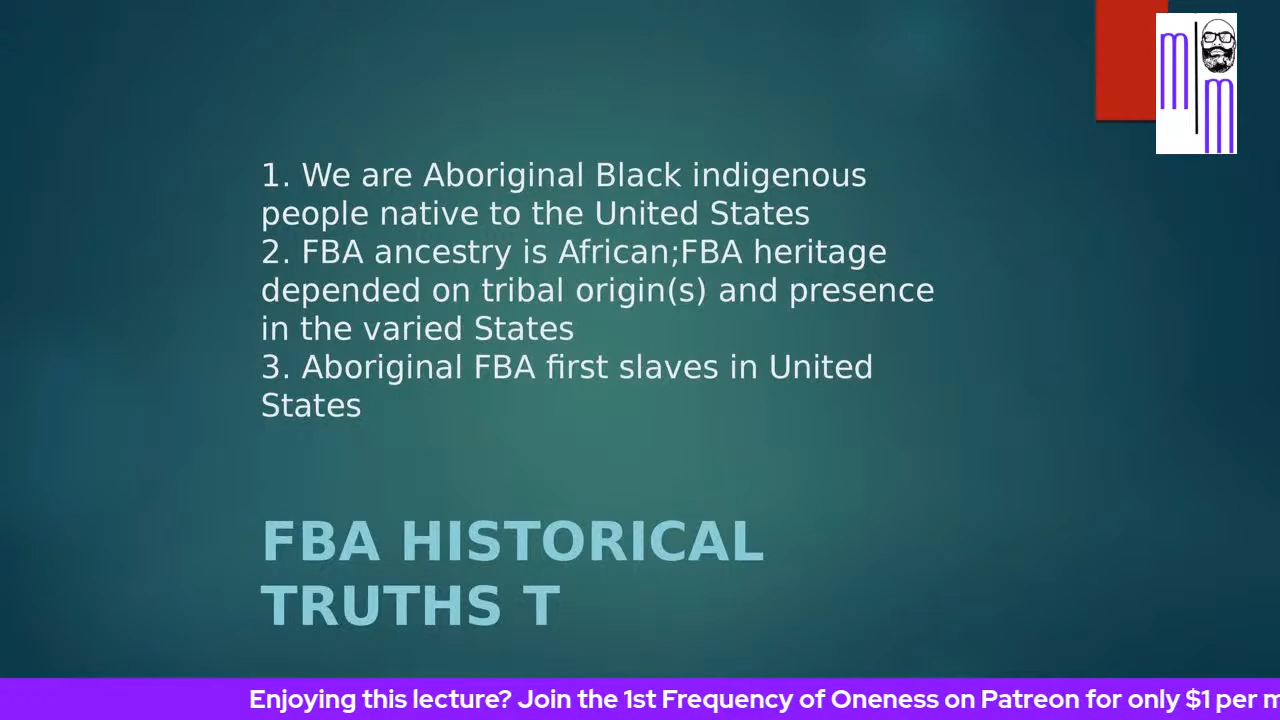 m
m
1. We are Aboriginal Black indigenous
people native to the United States
2. FBA ancestry is African;FBA heritage
depended on tribal origin(s) and presence
in the varied States
3. Aboriginal FBA first slaves in United
States
FBA HISTORICAL
TRUTHS T
Enjoying this lecture? Join the 1st Frequency of Oneness on Patreon for only $1 per m